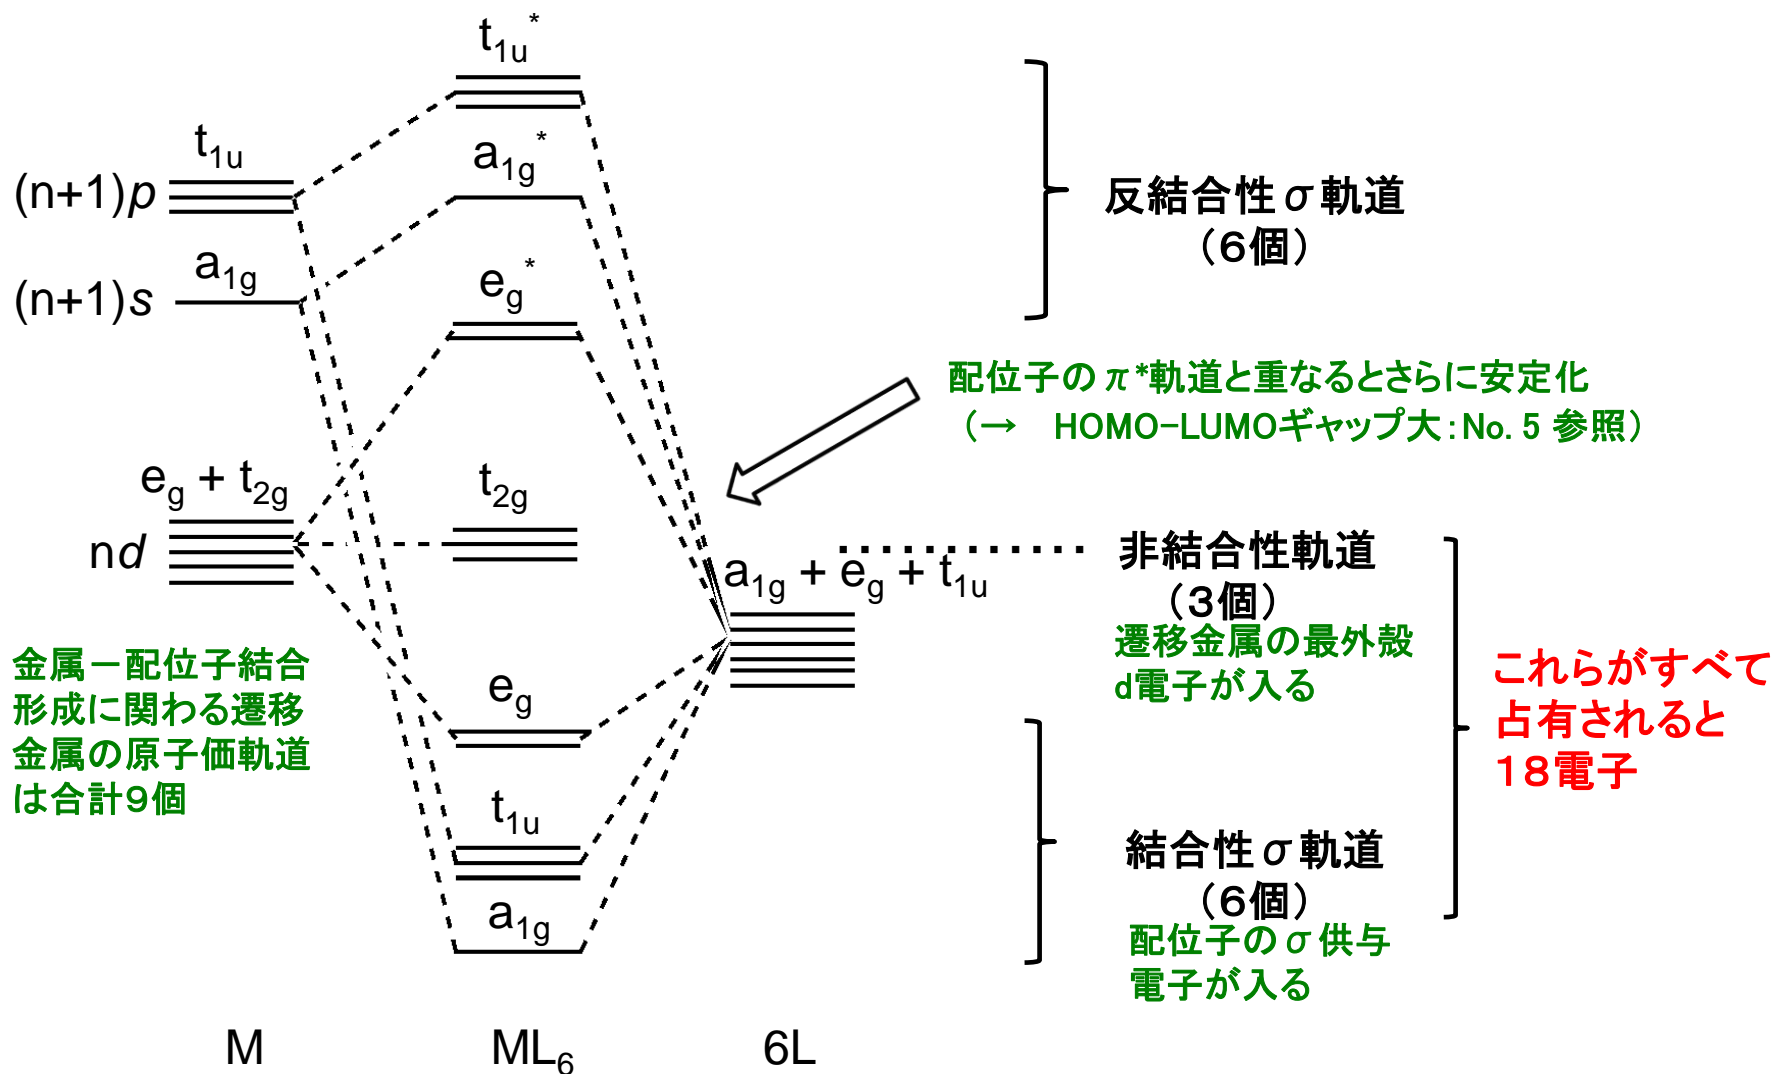 t1u*
a1g*
t1u
(n+1)p
a1g
(n+1)s
eg*
反結合性σ軌道
（6個）
配位子のπ*軌道と重なるとさらに安定化
（→　HOMO-LUMOギャップ大：No. 5 参照）
eg + t2g
nd
t2g
a1g + eg + t1u
非結合性軌道
（3個）
遷移金属の最外殻
d電子が入る
金属－配位子結合
形成に関わる遷移
金属の原子価軌道
は合計9個
eg
これらがすべて
占有されると
18電子
t1u
a1g
結合性σ軌道
（6個）
配位子のσ供与
電子が入る
M
ML6
6L